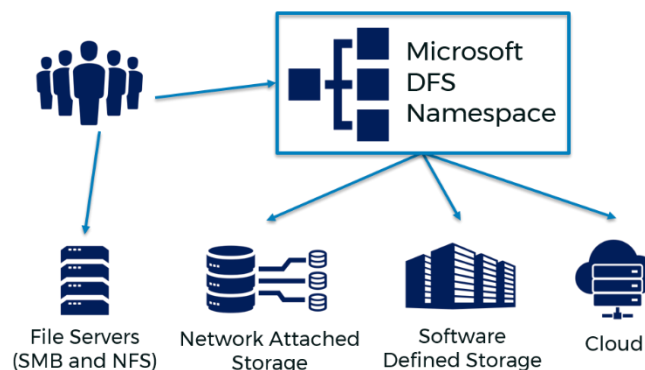 Microsoft
DFS
Namespace
File Servers
(SMB and NFS)
Network Attached
Storage
Software
Defined Storage
Cloud